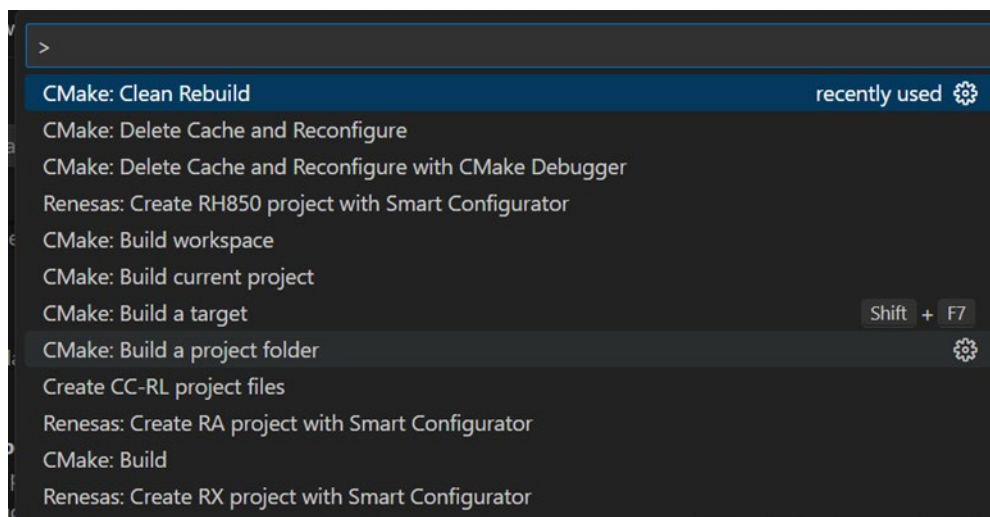 >
CMake: Clean Rebuild recently used
CMake: Delete Cache and Reconfigure
CMake: Delete Cache and Reconfigure with CMake Debugger
Renesas: Create RH850 project with Smart Configurator
CMake: Build workspace
CMake: Build current project
CMake: Build a target Shift + F7
CMake: Build a project folder
Create CC-RL project files
Renesas: Create RA project with Smart Configurator
CMake: Build
Renesas: Create RX project with Smart Configurator